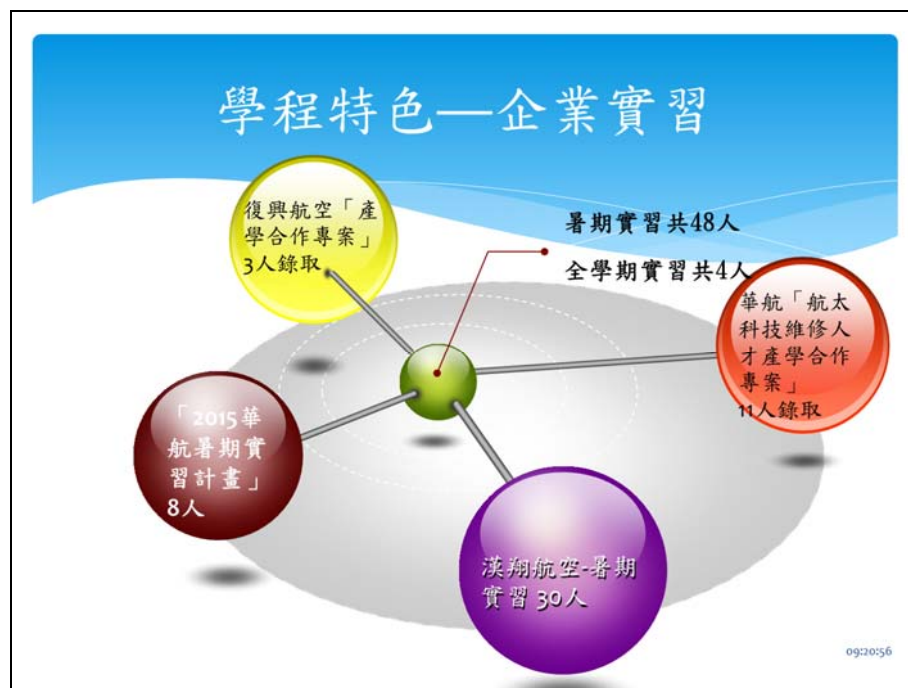 學程特色—企業實習
復興航空「產
學合作專案」
3人錄取
暑期實習共48人
全學期實習共4人
華航「航太
科技維修人
才產學合作
專案」
11人錄取
「2015華
航暑期實
習計畫」
8人
漢翔航空-暑期
實習 30人
09:20:56